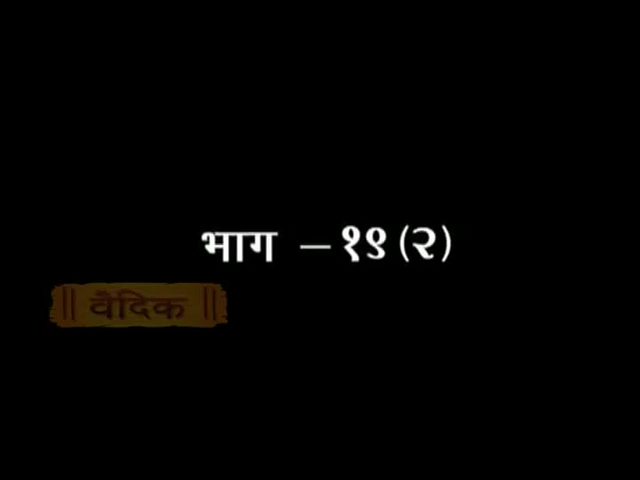 भाग – १९ (२)
॥ वैदिक ॥